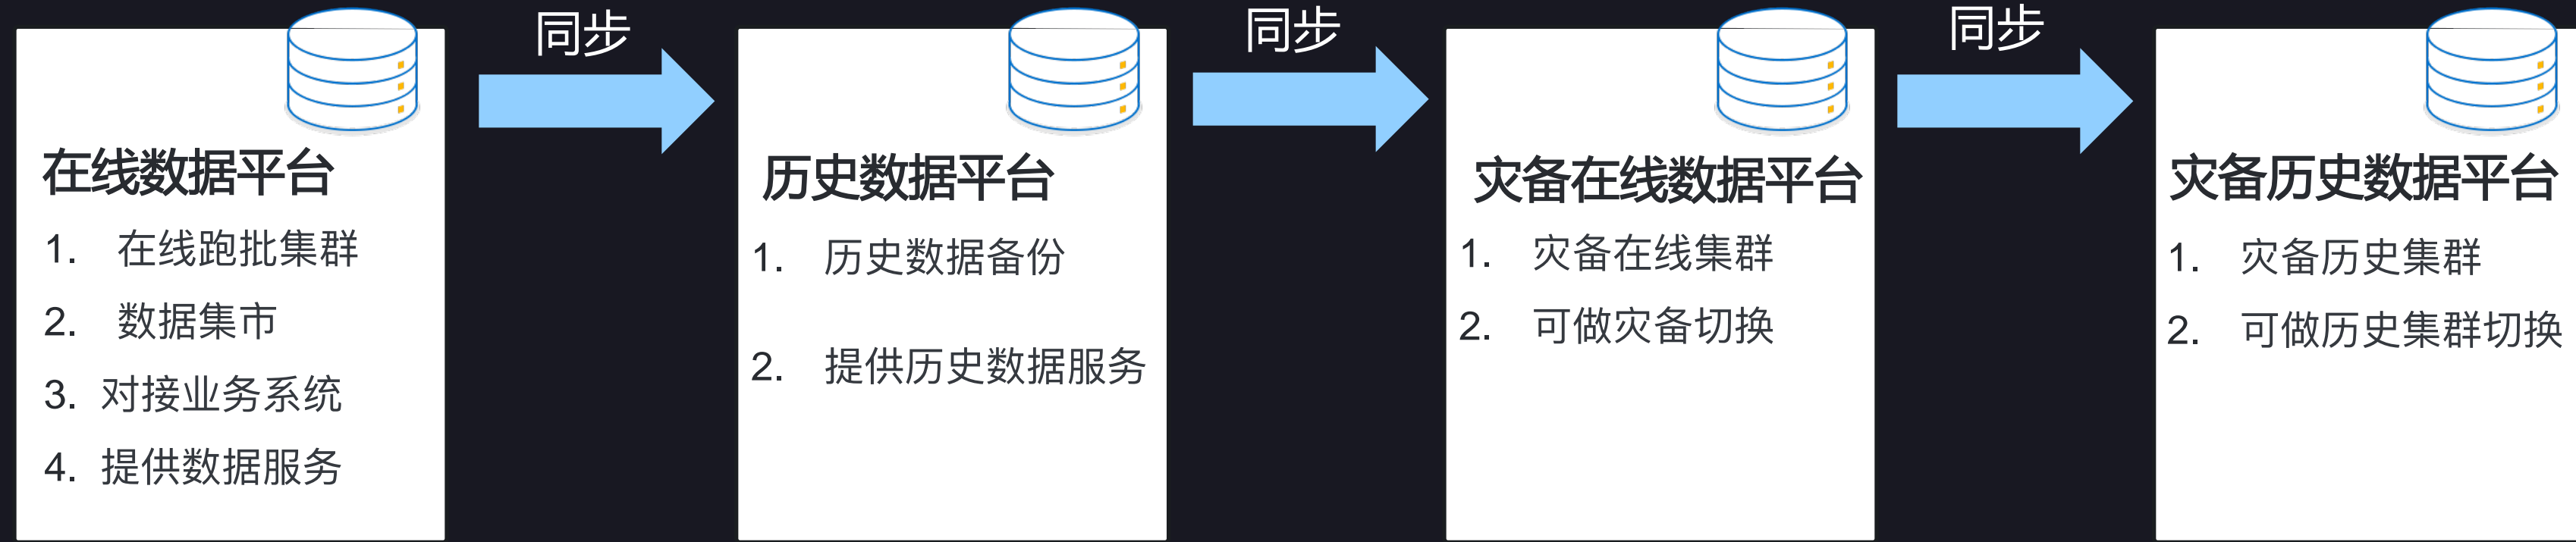 同步
同步
同步
在线数据平台
1. 在线跑批集群
2. 数据集市
3. 对接业务系统
4. 提供数据服务
历史数据平台
1. 历史数据备份
2. 提供历史数据服务
灾备在线数据平台
1. 灾备在线集群
2. 可做灾备切换
灾备历史数据平台
1. 灾备历史集群
2. 可做历史集群切换